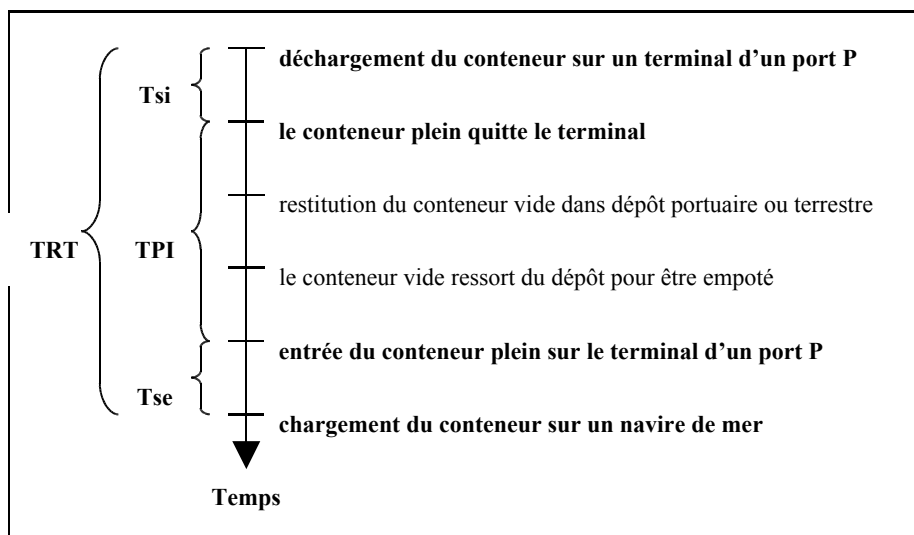 déchargement du conteneur sur un terminal d'un port P
Tsi
le conteneur plein quitte le terminal
restitution du conteneur vide dans dépôt portuaire ou terrestre
TRT
TPI
le conteneur vide ressort du dépôt pour être empoté
entrée du conteneur plein sur le terminal d'un port P
Tse
chargement du conteneur sur un navire de mer
Temps